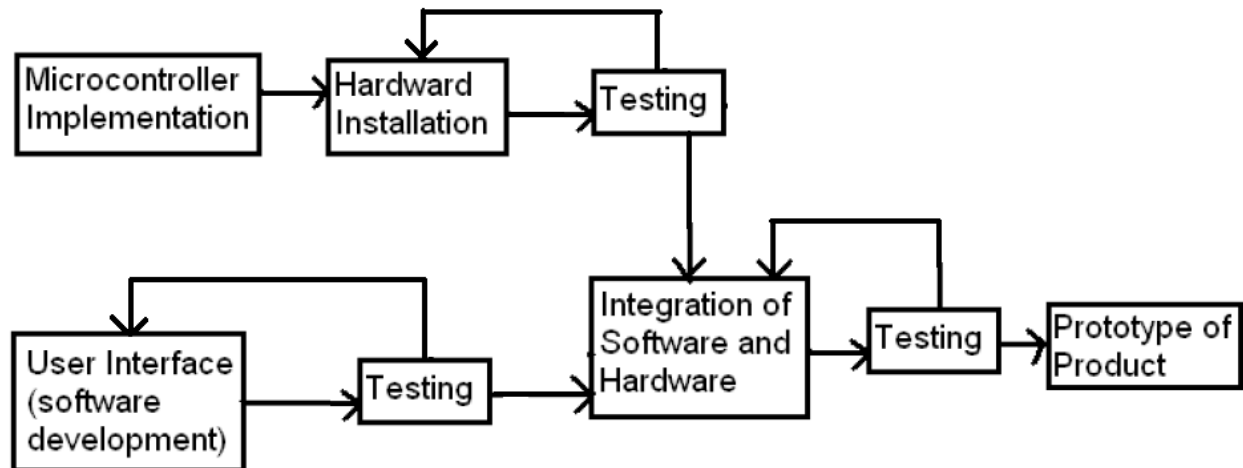 Microcontroller
Implementation
Hardward
Installation
Testing
Integration of
Software and
Hardware
Testing
Prototype of
Product
User Interface
(software
development)
Testing